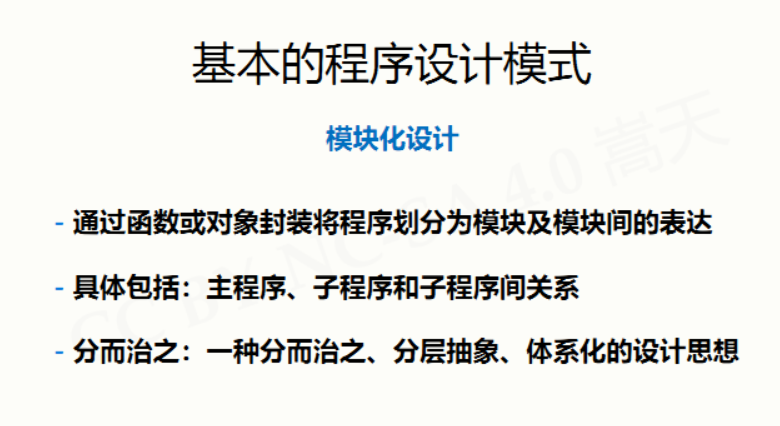 基本的程序设计模式
模块化设计
- 通过函数或对象封装将程序划分为模块及模块间的表达
- 具体包括：主程序、子程序和子程序间关系
- 分而治之：一种分而治之、分层抽象、体系化的设计思想
CC BY NC-SA 4.0 嵩天